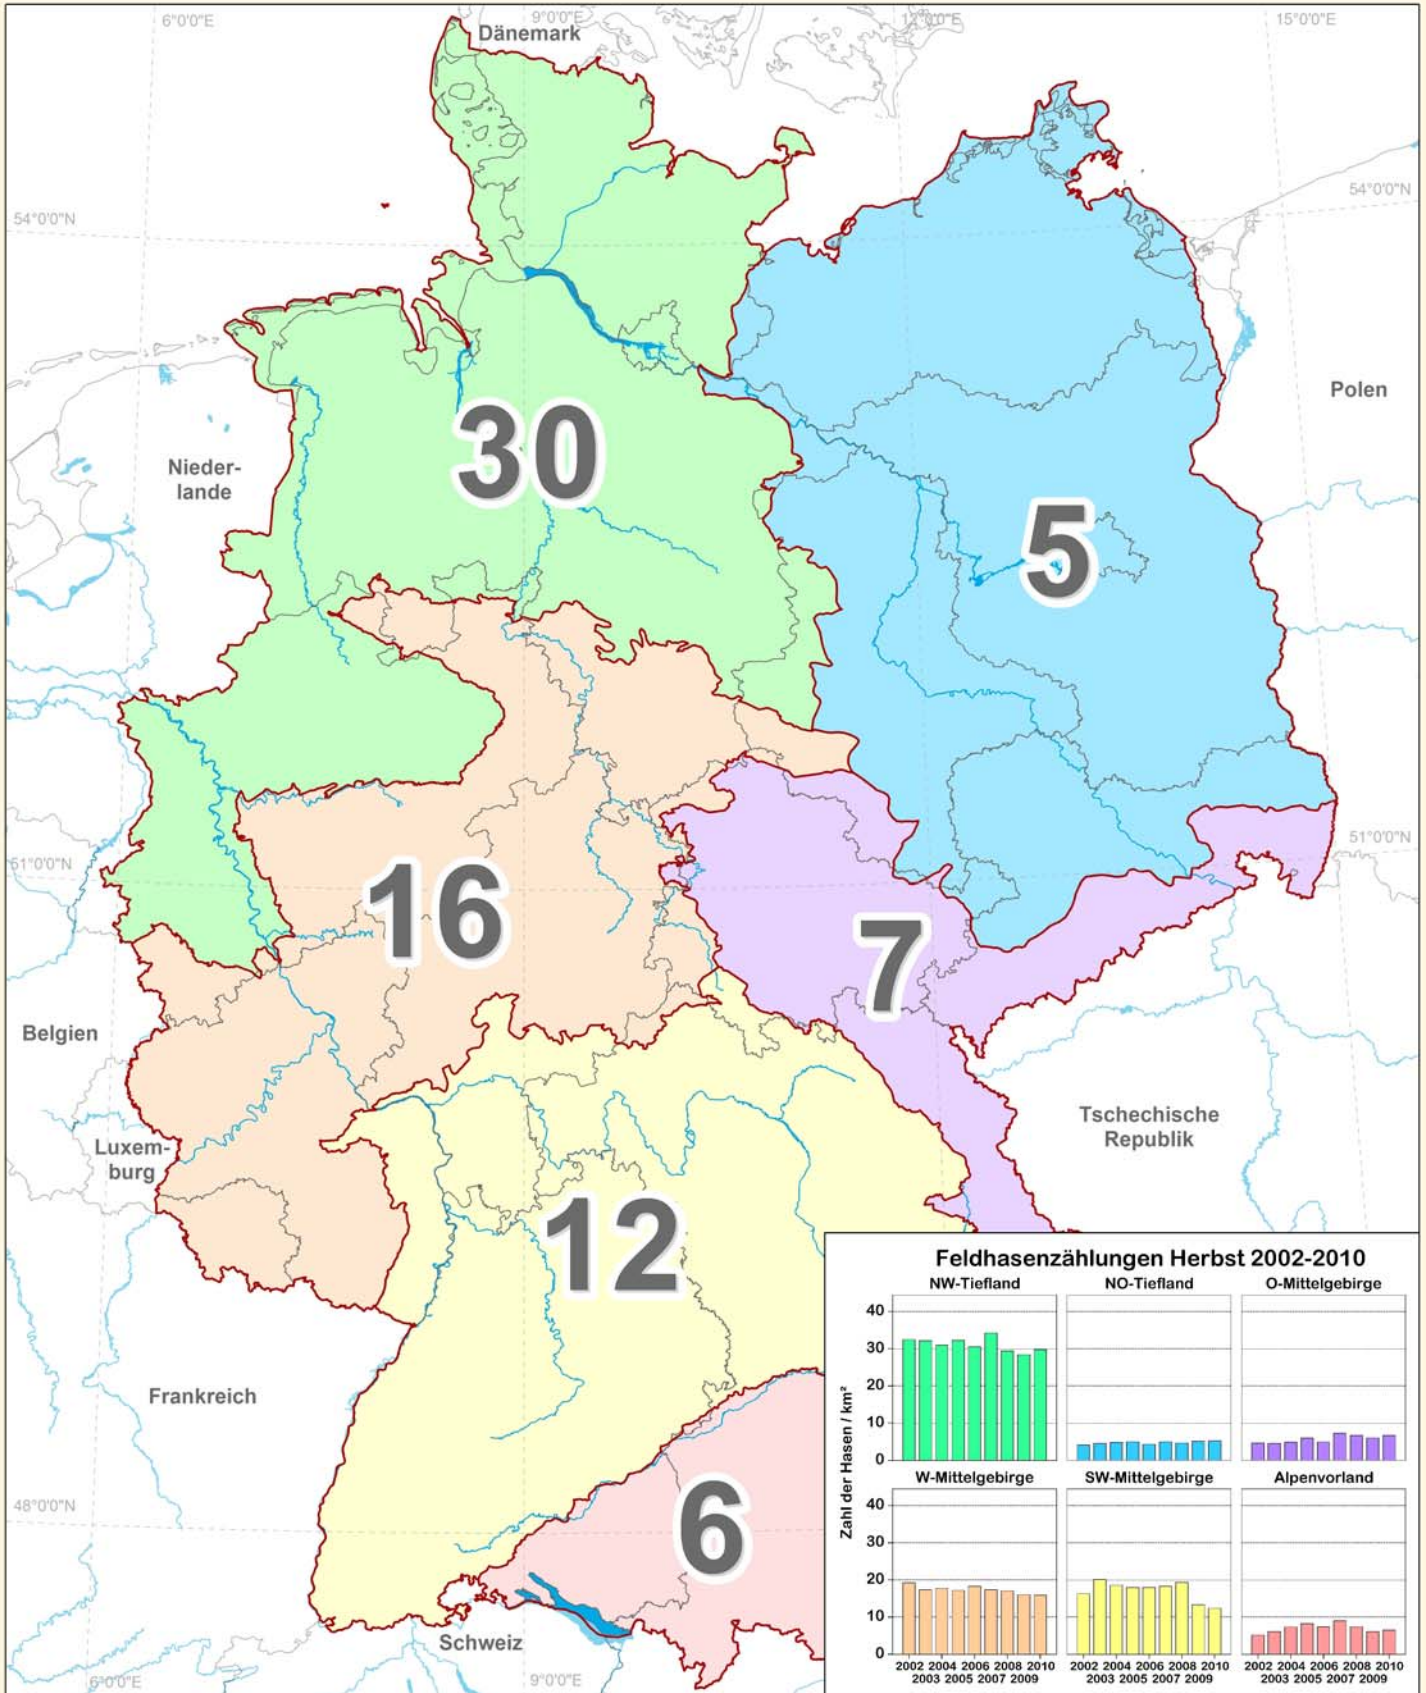 6°0'0"E
9°0'0"E
12°0'0"E
15°0'0"E
Dänemark
54°0'0"N
54°0'0"N
Polen
Nieder-
lande
30
5
51°0'0"N
51°0'0"N
16
7
Belgien
Luxem-
burg
Tschechische
Republik
12
Frankreich
48°0'0"N
6
Schweiz
6°0'0"E
9°0'0"E
Feldhasenzählungen Herbst 2002-2010
NW-Tiefland
NO-Tiefland
O-Mittelgebirge
40
30
20
10
0
Zahl der Hasen / km²
W-Mittelgebirge
SW-Mittelgebirge
Alpenvorland
40
30
20
10
0
2002 2004 2006 2008 2010
2003 2005 2007 2009
2002 2004 2006 2008 2010
2003 2005 2007 2009
2002 2004 2006 2008 2010
2003 2005 2007 2009